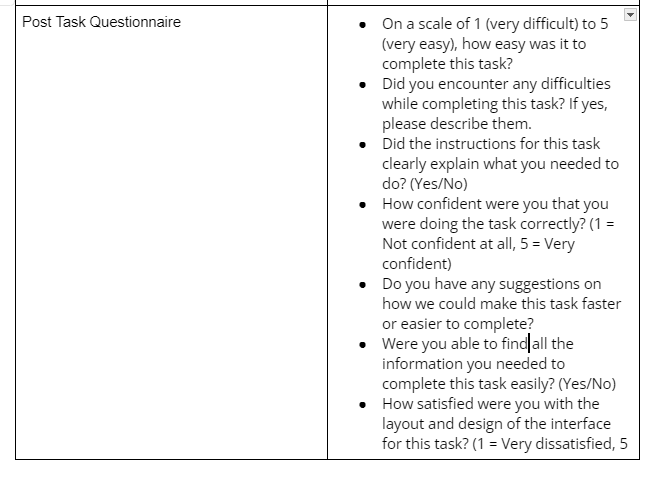 Post Task Questionnaire
● On a scale of 1 (very difficult) to 5
(very easy), how easy was it to
complete this task?
● Did you encounter any difficulties
while completing this task? If yes,
please describe them.
● Did the instructions for this task
clearly explain what you needed to
do? (Yes/No)
● How confident were you that you
were doing the task correctly? (1 =
Not confident at all, 5 = Very
confident)
● Do you have any suggestions on
how we could make this task faster
or easier to complete?
● Were you able to find all the
information you needed to
complete this task easily? (Yes/No)
● How satisfied were you with the
layout and design of the interface
for this task? (1 = Very dissatisfied, 5